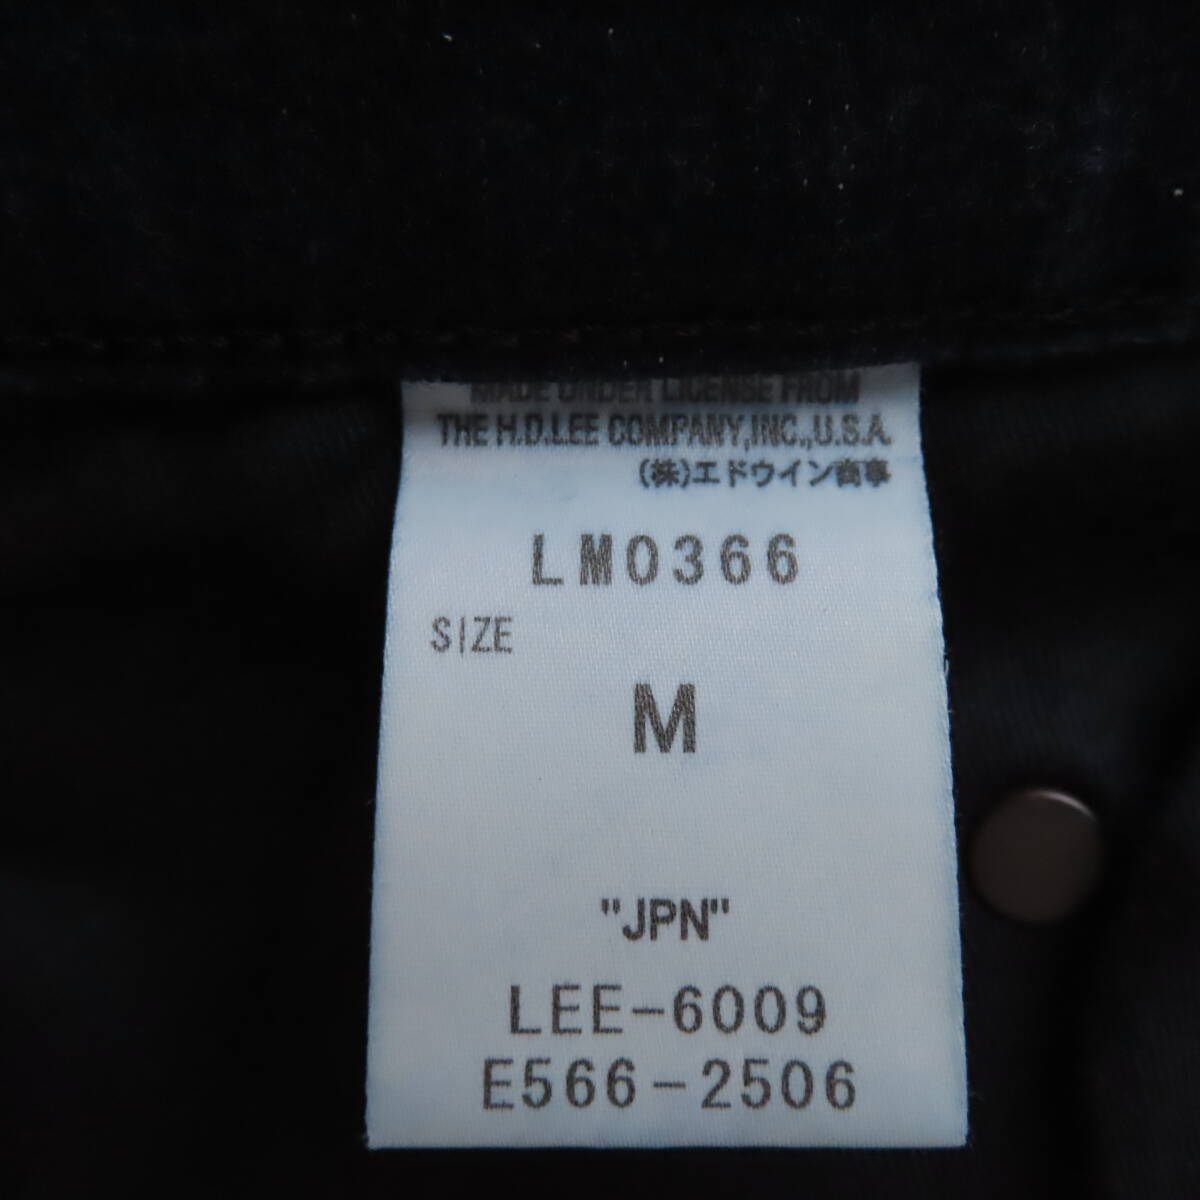 MADE UNDER LICENSE FROM
THE H.D.LEE COMPANY,INC.,U.S.A.
(株)エドウイン商事
LM0366
SIZE
M
"JPN"
LEE-6009
E566-2506